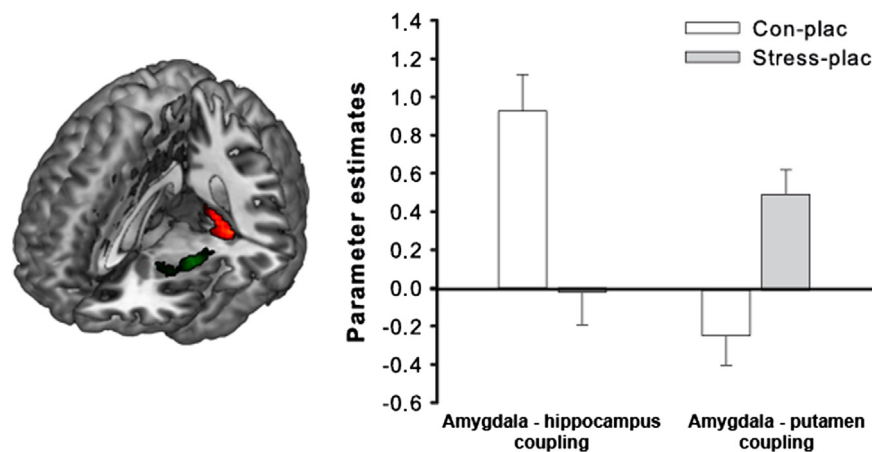 1.4
1.2
1.0
0.8
0.6
0.4
0.2
0.0
-0.2
-0.4
-0.6
Parameter estimates
Con-plac
Stress-plac
Amygdala - hippocampus
coupling
Amygdala - putamen
coupling